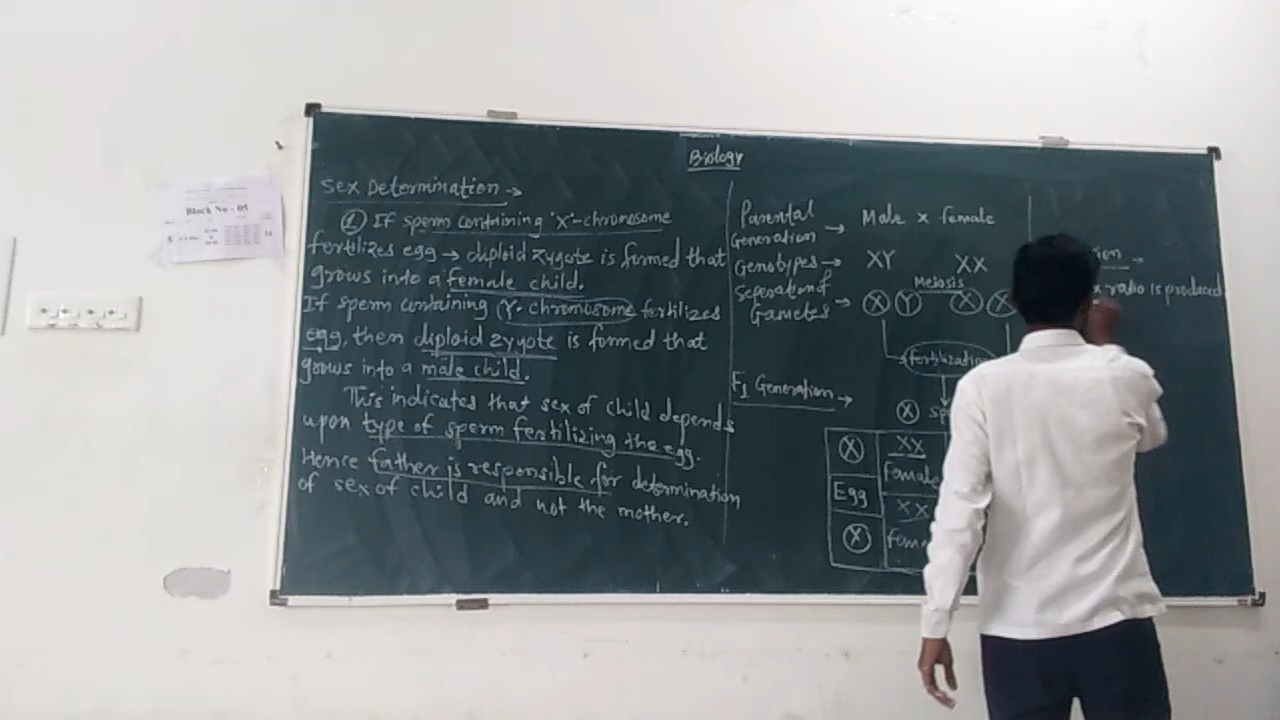 Biology
Sex Determination →
① If sperm containing 'X'-chromosome
fertilizes egg → diploid zygote is formed that
grows into a female child.
If sperm containing (Y-chromosome fertilizes
egg, then diploid zygote is formed that
grows into a male child.
This indicates that sex of child depends
upon type of sperm fertilizing the egg.
Hence father is responsible for determination
of sex of child and not the mother.
Parental
Generation → Male x female
Genotypes → XY XX
Meiosis
Seperation of
Gametes → X Y X X
fertilization
F1 Generation →
X
X XX
female
Egg
XX
X
ratio is produced
Block No - 05